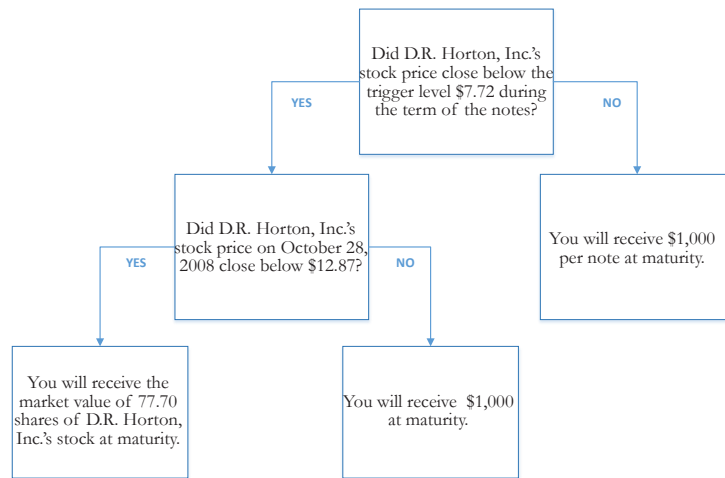 Did D.R. Horton, Inc.'s
stock price close below the
trigger level $7.72 during
the term of the notes?
YES
NO
Did D.R. Horton, Inc.'s
stock price on October 28,
2008 close below $12.87?
You will receive $1,000
per note at maturity.
YES
NO
You will receive the
market value of 77.70
shares of D.R. Horton,
Inc.'s stock at maturity.
You will receive $1,000
at maturity.